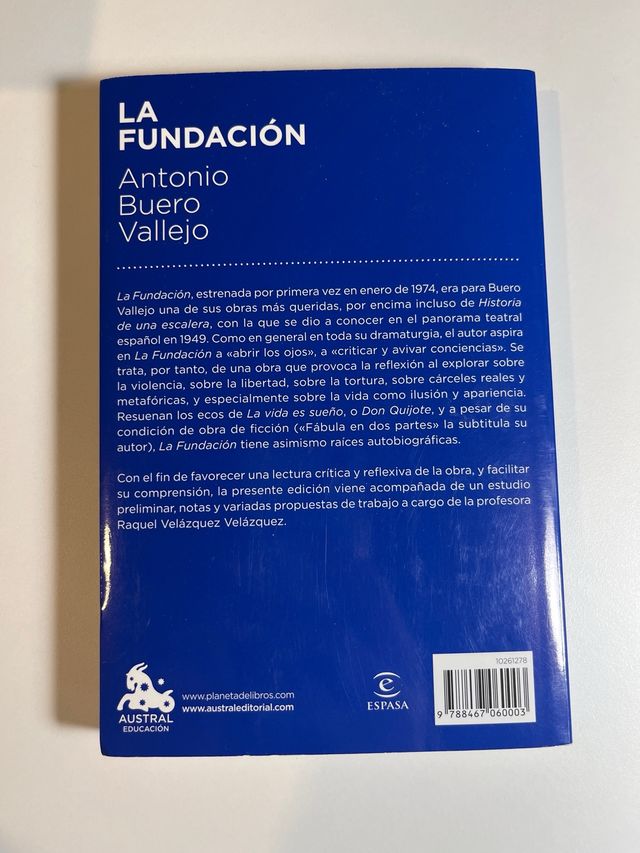 LA
FUNDACIÓN
Antonio
Buero
Vallejo
La Fundación, estrenada por primera vez en enero de 1974, era para Buero
Vallejo una de sus obras más queridas, por encima incluso de Historia
de una escalera, con la que se dio a conocer en el panorama teatral
español en 1949. Como en general en toda su dramaturgia, el autor aspira
en La Fundación a «abrir los ojos», a «criticar y avivar conciencias». Se
trata, por tanto, de una obra que provoca la reflexión al explorar sobre
la violencia, sobre la libertad, sobre la tortura, sobre cárceles reales y
metafóricas, y especialmente sobre la vida como ilusión y apariencia.
Resuenan los ecos de La vida es sueño, o Don Quijote, y a pesar de su
condición de obra de ficción («Fábula en dos partes» la subtitula su
autor), La Fundación tiene asimismo raíces autobiográficas.
Con el fin de favorecer una lectura crítica y reflexiva de la obra, y facilitar
su comprensión, la presente edición viene acompañada de un estudio
preliminar, notas y variadas propuestas de trabajo a cargo de la profesora
Raquel Velázquez Velázquez.
AUSTRAL
EDUCACIÓN
www.planetadelibros.com
www.australeditorial.com
e
ESPASA
10261278
9 788467 060003